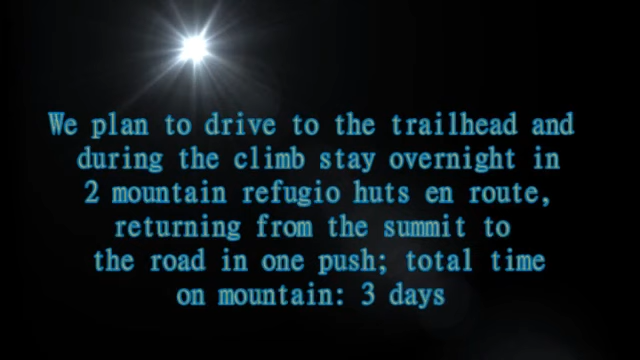 We plan to drive to the trailhead and
during the climb stay overnight in
2 mountain refugio huts en route,
returning from the summit to
the road in one push; total time
on mountain: 3 days